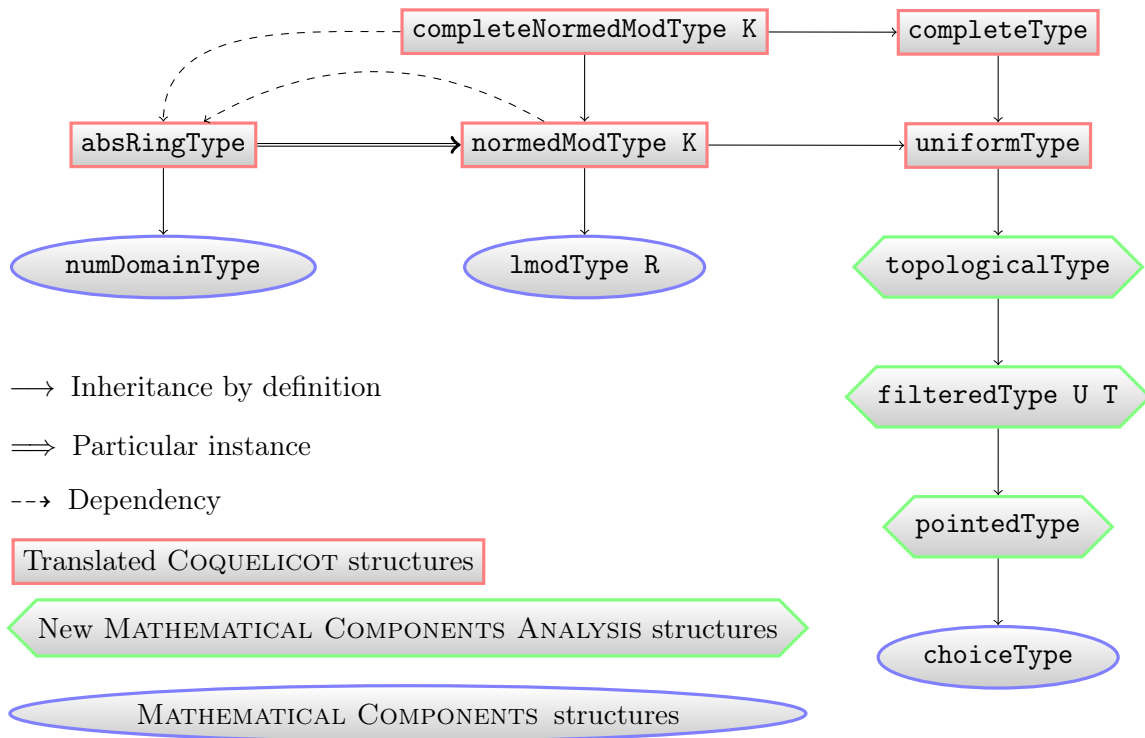 completeNormedModType K
completeType
absRingType
normedModType K
uniformType
numDomainType
lmodType R
topologicalType
Inheritance by definition
filteredType U T
Particular instance
Dependency
pointedType
Translated COQUELICOT structures
New MATHEMATICAL COMPONENTS ANALYSIS structures
choiceType
MATHEMATICAL COMPONENTS structures